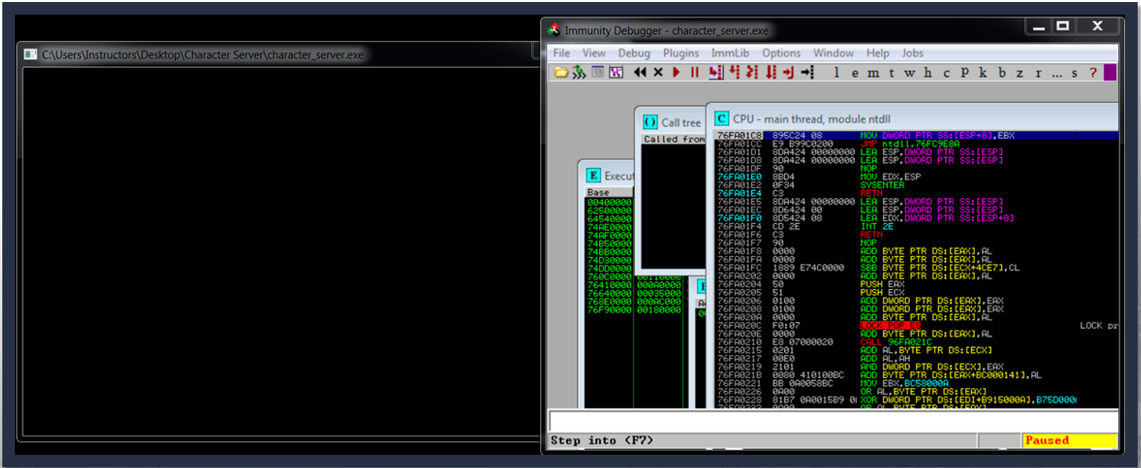 C:\Users\Instructors\Desktop\Character Server\character_server.exe
Immunity Debugger - character_server.exe
File View Debug Plugins ImmLib Options Window Help Jobs
l e m t w h c P k b z r ... s ?
Call tree
Called from
Execut
Base
00400000
62500000
64540000
74AE0000
74AF0000
74B50000
74BB0000
74D30000
74DD0000
760C0000 00110000
76410000 000A0000
76640000 00035000
768E0000 000AC000
76F90000 00180000
CPU - main thread, module ntdll
76FA01C8 895C24 08 MOV DWORD PTR SS:[ESP+8],EBX
76FA01CC E9 B99C0200 JMP ntdll.76FC9E8A
76FA01D1 8DA424 00000000 LEA ESP,DWORD PTR SS:[ESP]
76FA01D8 8DA424 00000000 LEA ESP,DWORD PTR SS:[ESP]
76FA01DF 90 NOP
76FA01E0 8BD4 MOV EDX,ESP
76FA01E2 0F34 SYSENTER
76FA01E4 C3 RETN
76FA01E5 8DA424 00000000 LEA ESP,DWORD PTR SS:[ESP]
76FA01EC 8D6424 00 LEA ESP,DWORD PTR SS:[ESP]
76FA01F0 8D5424 08 LEA EDX,DWORD PTR SS:[ESP+8]
76FA01F4 CD 2E INT 2E
76FA01F6 C3 RETN
76FA01F7 90 NOP
76FA01F8 0000 ADD BYTE PTR DS:[EAX],AL
76FA01FA 0000 ADD BYTE PTR DS:[EAX],AL
76FA01FC 1889 E74C0000 SBB BYTE PTR DS:[ECX+4CE7],CL
76FA0202 0000 ADD BYTE PTR DS:[EAX],AL
76FA0204 50 PUSH EAX
76FA0205 51 PUSH ECX
76FA0206 0100 ADD DWORD PTR DS:[EAX],EAX
76FA0208 0100 ADD DWORD PTR DS:[EAX],EAX
76FA020A 0000 ADD BYTE PTR DS:[EAX],AL
76FA020C F0:07 LOCK POP ES LOCK pr
76FA020E 0000 ADD BYTE PTR DS:[EAX],AL
76FA0210 E8 07000020 CALL 96FA021C
76FA0215 0201 ADD AL,BYTE PTR DS:[ECX]
76FA0217 00E0 ADD AL,AH
76FA0219 2101 AND DWORD PTR DS:[ECX],EAX
76FA021B 0080 410100BC ADD BYTE PTR DS:[EAX+BC000141],AL
76FA0221 BB 0A0058BC MOV EBX,BC58000A
76FA0226 0A00 OR AL,BYTE PTR DS:[EAX]
76FA0228 81B7 0A0015B9 0 XOR DWORD PTR DS:[EDI+B915000A],B75D000
Step into (F7)
Paused